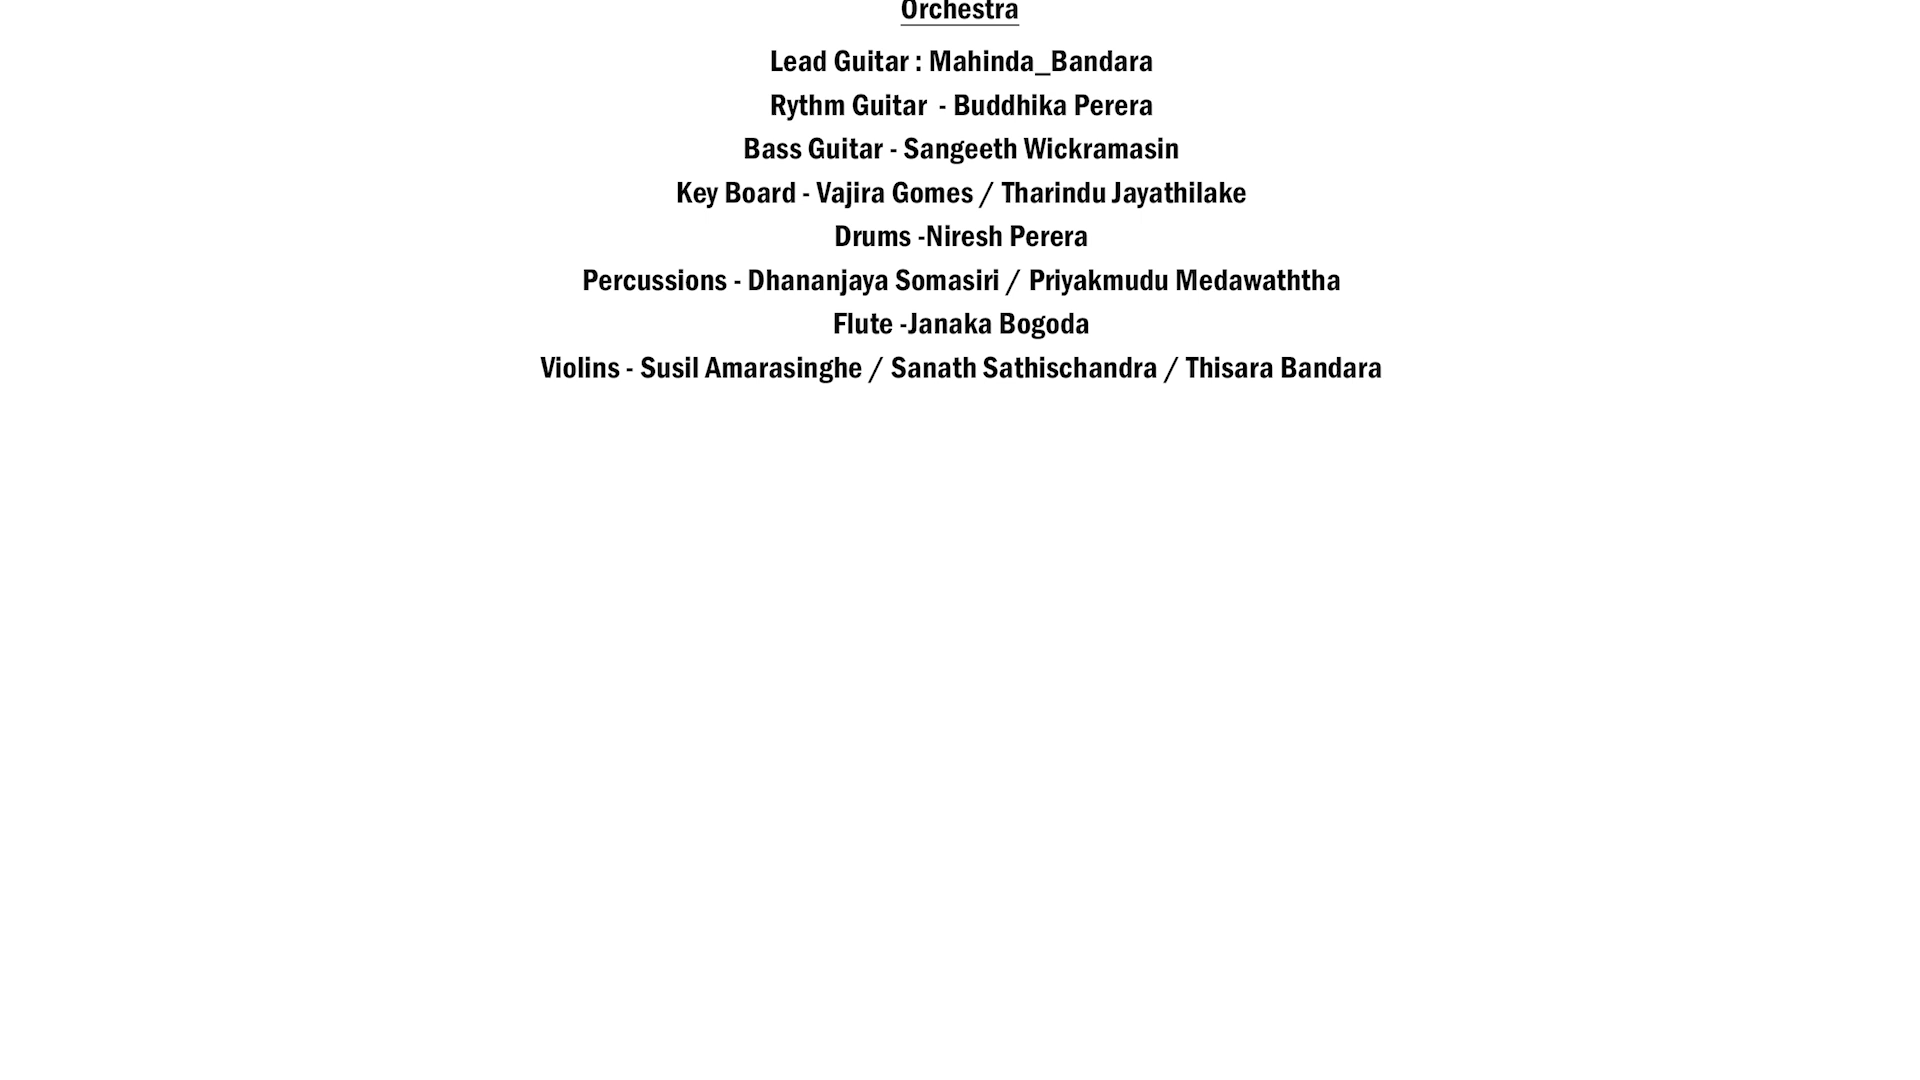 Orchestra
Lead Guitar : Mahinda_Bandara
Rythm Guitar  - Buddhika Perera
Bass Guitar - Sangeeth Wickramasin
Key Board - Vajira Gomes / Tharindu Jayathilake
Drums -Niresh Perera
Percussions - Dhananjaya Somasiri / Priyakmudu Medawaththa
Flute -Janaka Bogoda
Violins - Susil Amarasinghe / Sanath Sathischandra / Thisara Bandara